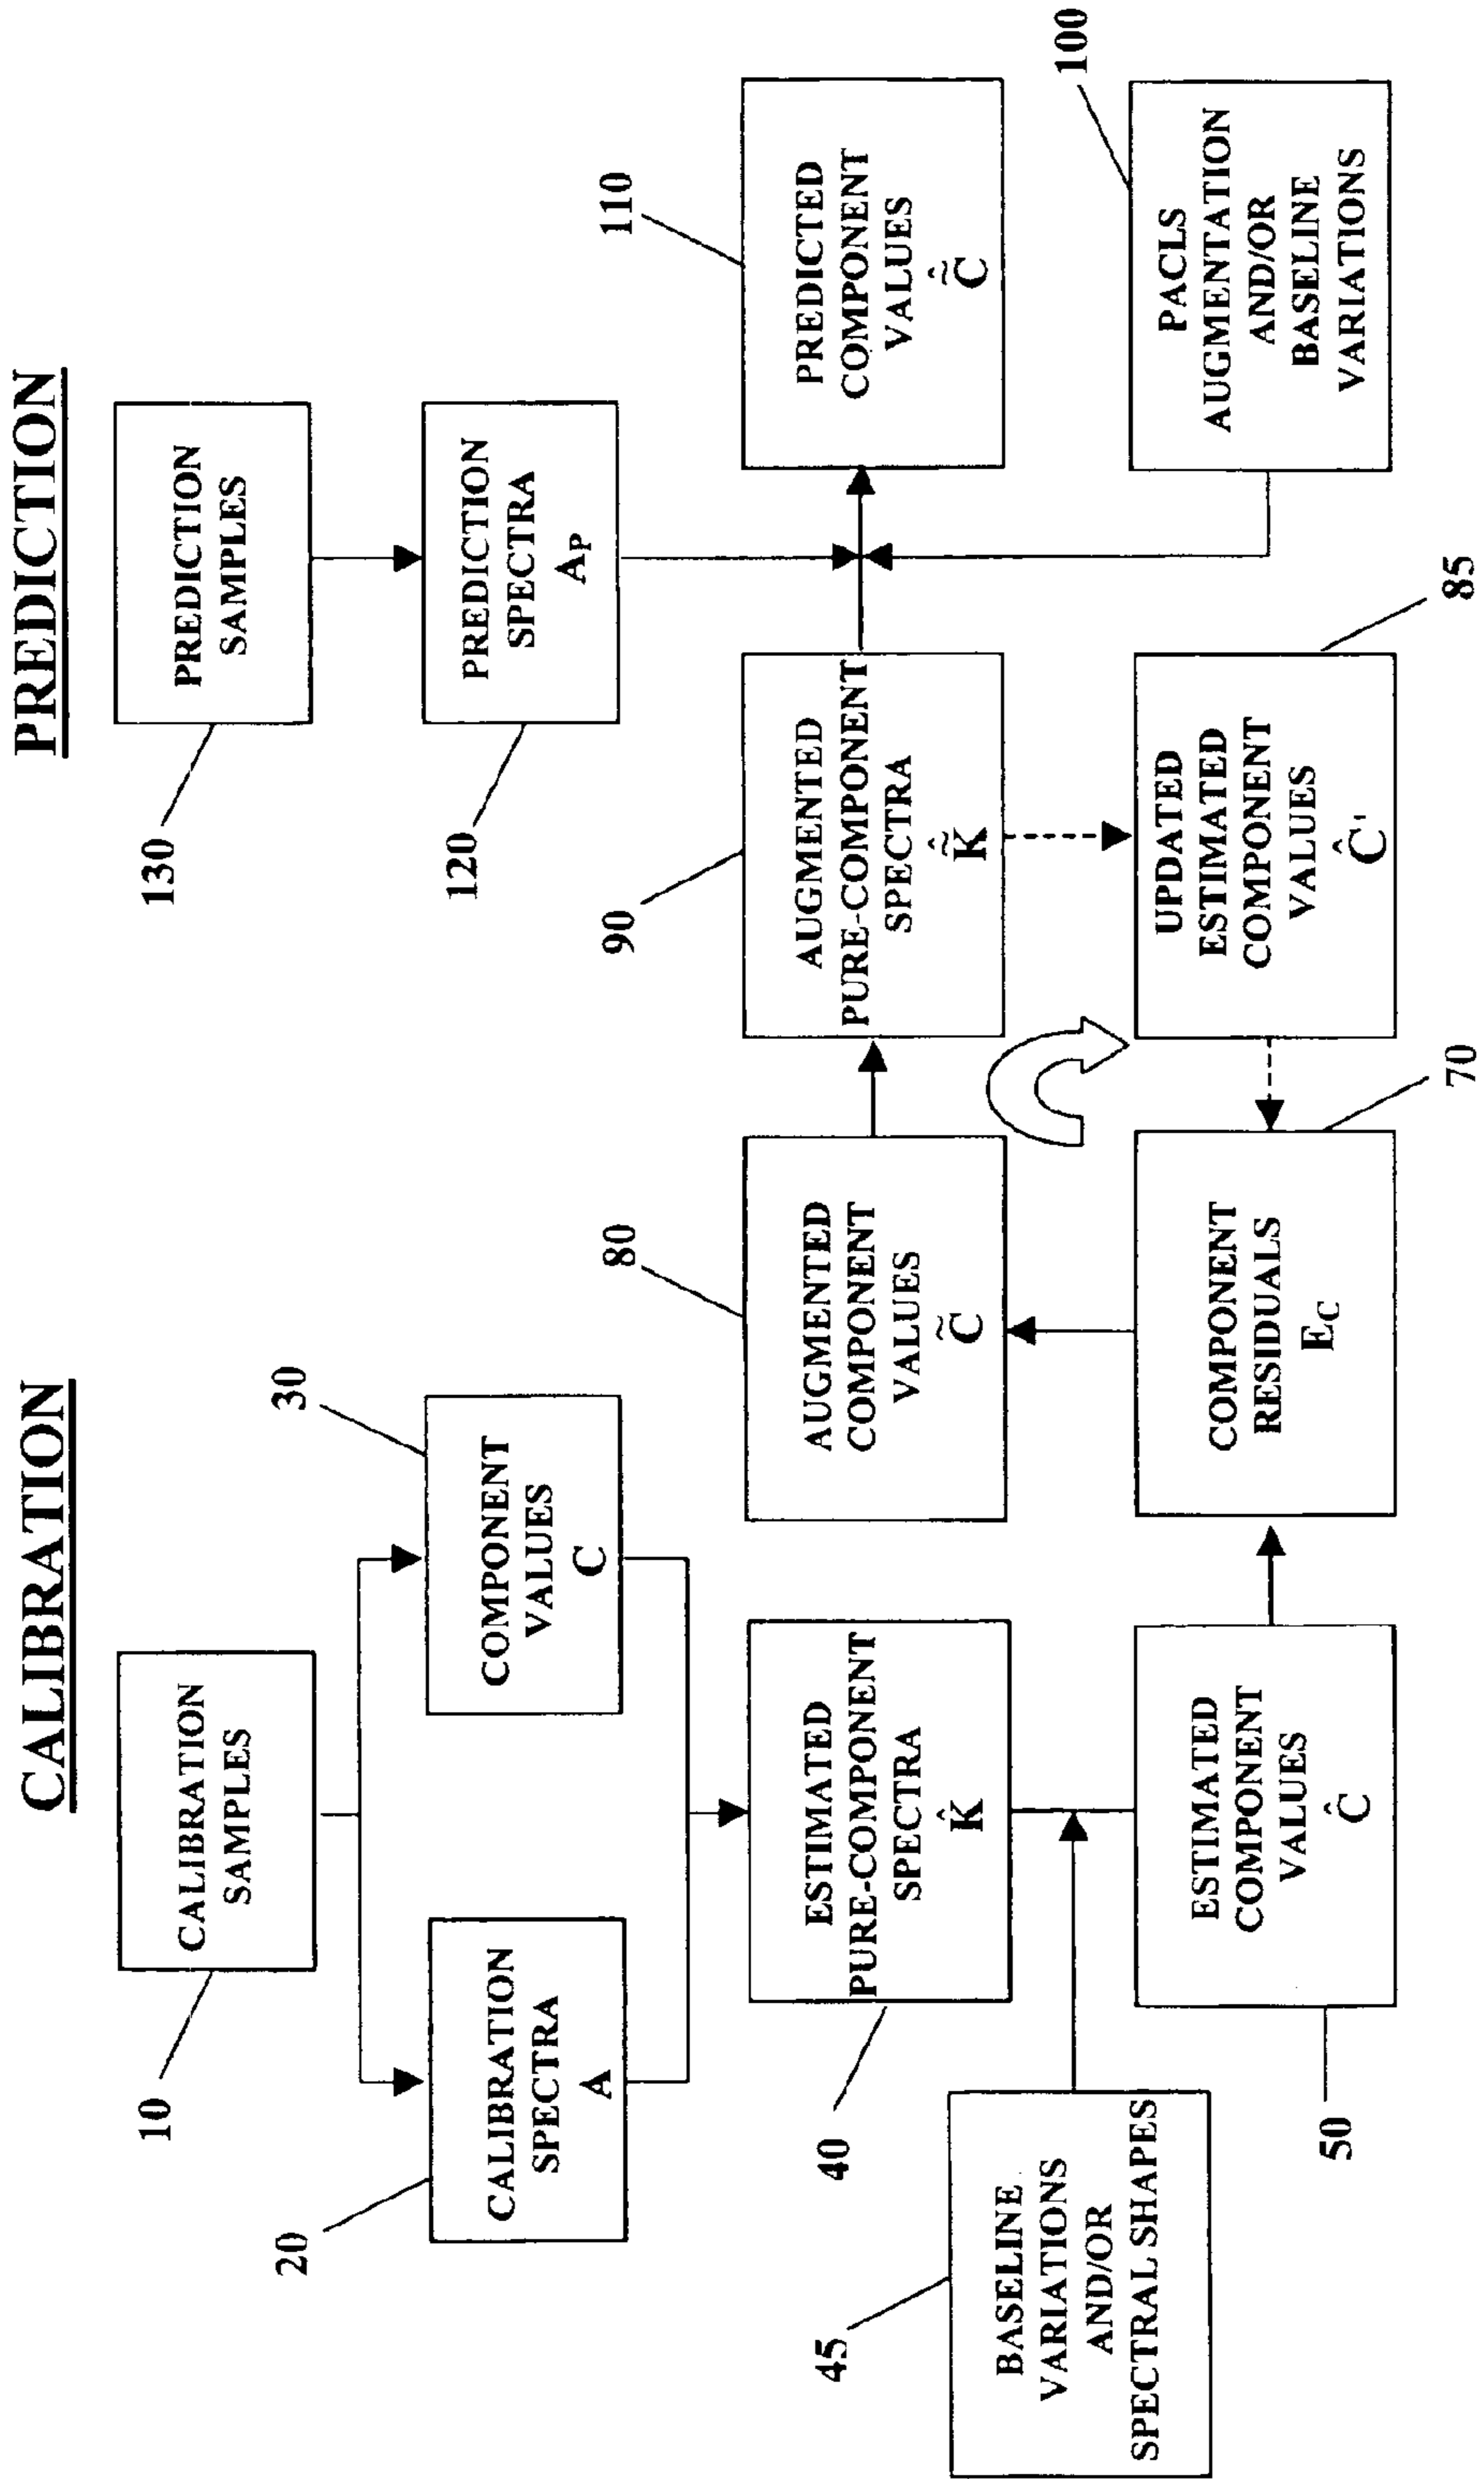 CALIBRATION
10
CALIBRATION
SAMPLES
20
CALIBRATION
SPECTRA
A
30
COMPONENT
VALUES
C
40
ESTIMATED
PURE-COMPONENT
SPECTRA
K̂
45
BASELINE
VARIATIONS
AND/OR
SPECTRAL SHAPES
50
ESTIMATED
COMPONENT
VALUES
Ĉ
70
COMPONENT
RESIDUALS
E_C
80
AUGMENTED
COMPONENT
VALUES
C̃
90
AUGMENTED
PURE-COMPONENT
SPECTRA
K̃̂
85
UPDATED
ESTIMATED
COMPONENT
VALUES
Ĉ'
PREDICTION
130
PREDICTION
SAMPLES
120
PREDICTION
SPECTRA
A_P
110
PREDICTED
COMPONENT
VALUES
C̃̂
100
PACLS
AUGMENTATION
AND/OR
BASELINE
VARIATIONS